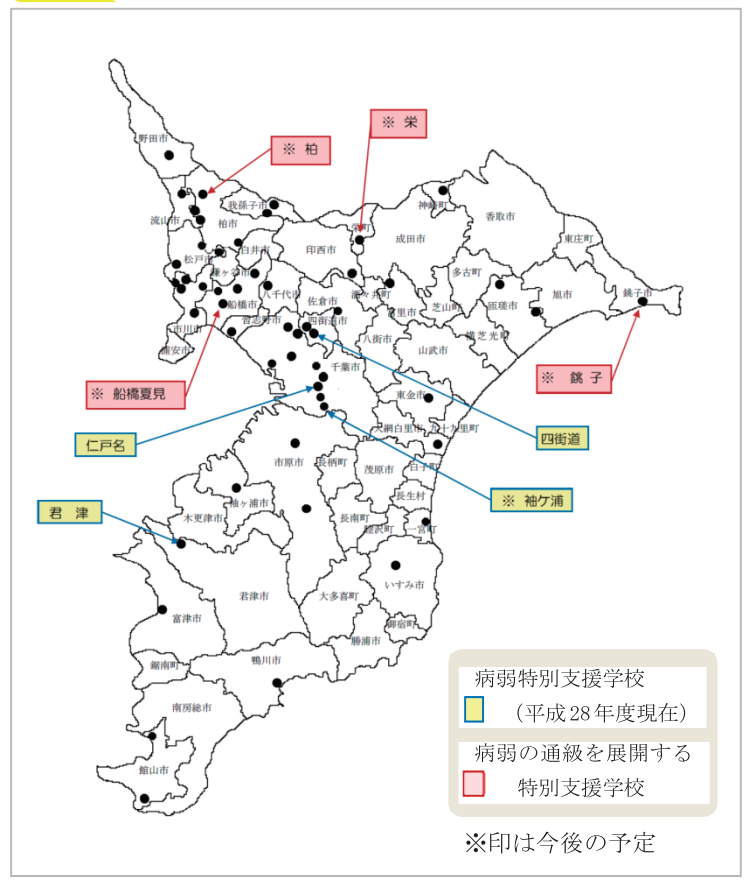 野田市
※ 柏
※ 栄
流山市
柏市
我孫子市
栄町
成田市
神崎町
香取市
東庄町
松戸市
鎌ヶ谷市
白井市
印西市
多古町
匝瑳市
旭市
銚子市
船橋市
八千代市
佐倉市
酒々井町
富里市
芝山町
横芝光町
市川市
習志野市
四街道市
八街市
山武市
浦安市
千葉市
※ 船橋夏見
※ 銚子
東金市
仁戸名
大網白里市
九十九里町
四街道
市原市
長柄町
茂原市
白子町
※ 袖ケ浦
君津
袖ヶ浦市
木更津市
長生村
長南町
睦沢町
一宮町
いすみ市
君津市
大多喜町
富津市
御宿町
勝浦市
鋸南町
鴨川市
南房総市
館山市
病弱特別支援学校
(平成28年度現在)
病弱の通級を展開する
特別支援学校
※印は今後の予定